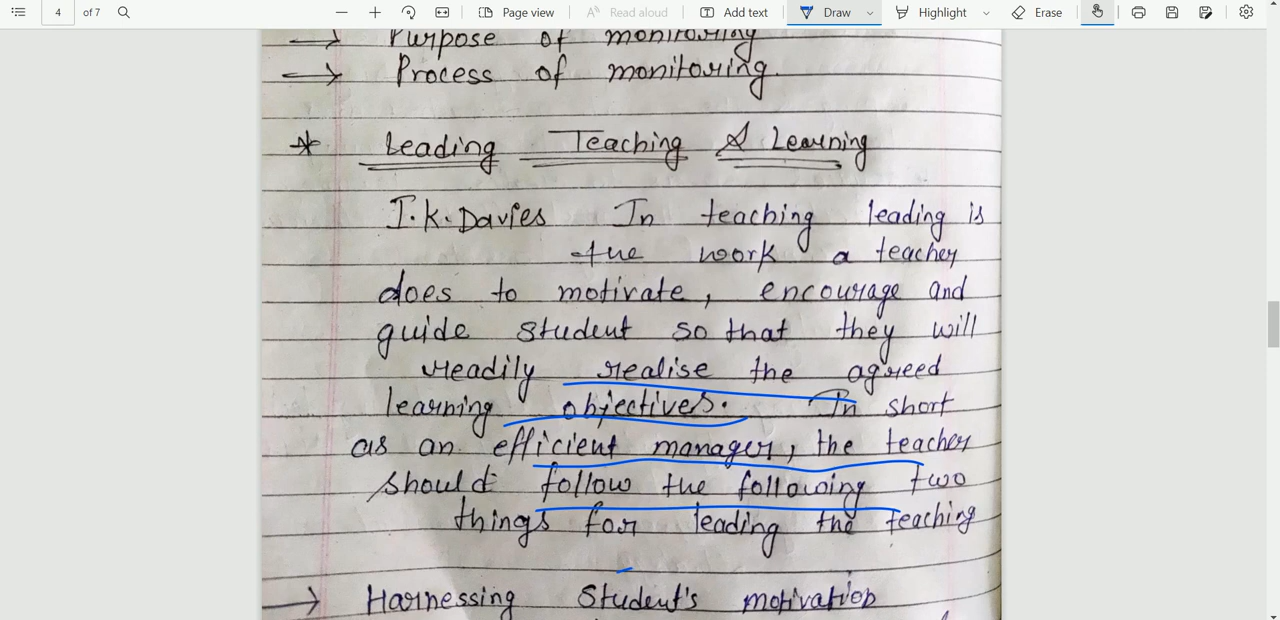 4 of 7 Page view Read aloud Add text Draw Highlight Erase
→ Purpose of monitoring
→ Process of monitoring.
* Leading Teaching & Learning
I.K.Davies In teaching leading is
the work a teacher
does to motivate, encourage and
guide student so that they will
readily realise the agreed
learning objectives. In short
as an efficient manager, the teacher
should follow the following two
things for leading the teaching
→ Harnessing Student's motivation